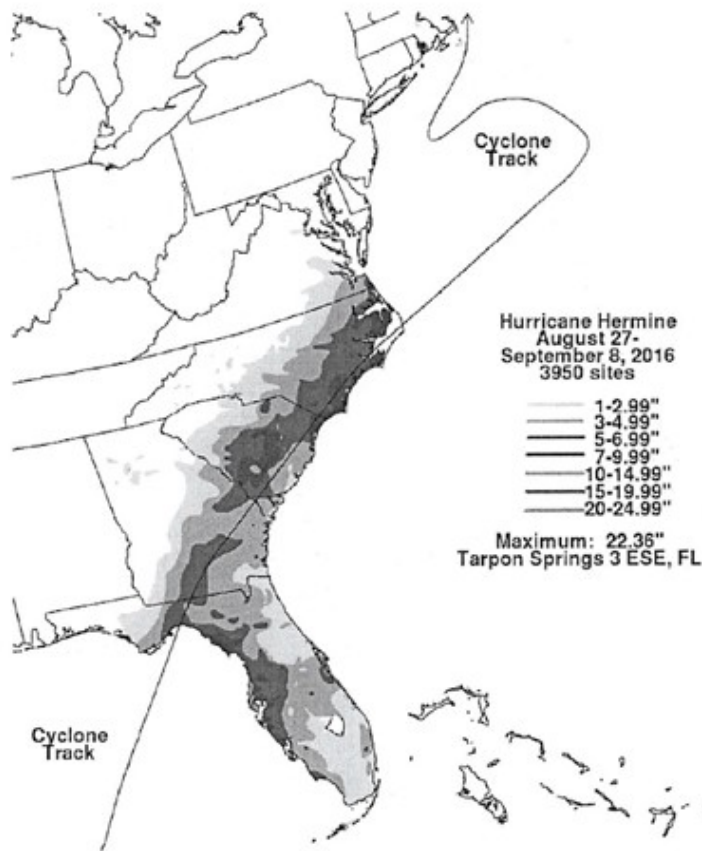 Cyclone
Track
Hurricane Hermine
August 27-
September 8, 2016
3950 sites
1-2.99"
3-4.99"
5-6.99"
7-9.99"
10-14.99"
15-19.99"
20-24.99"
Maximum: 22.36"
Tarpon Springs 3 ESE, FL
Cyclone
Track